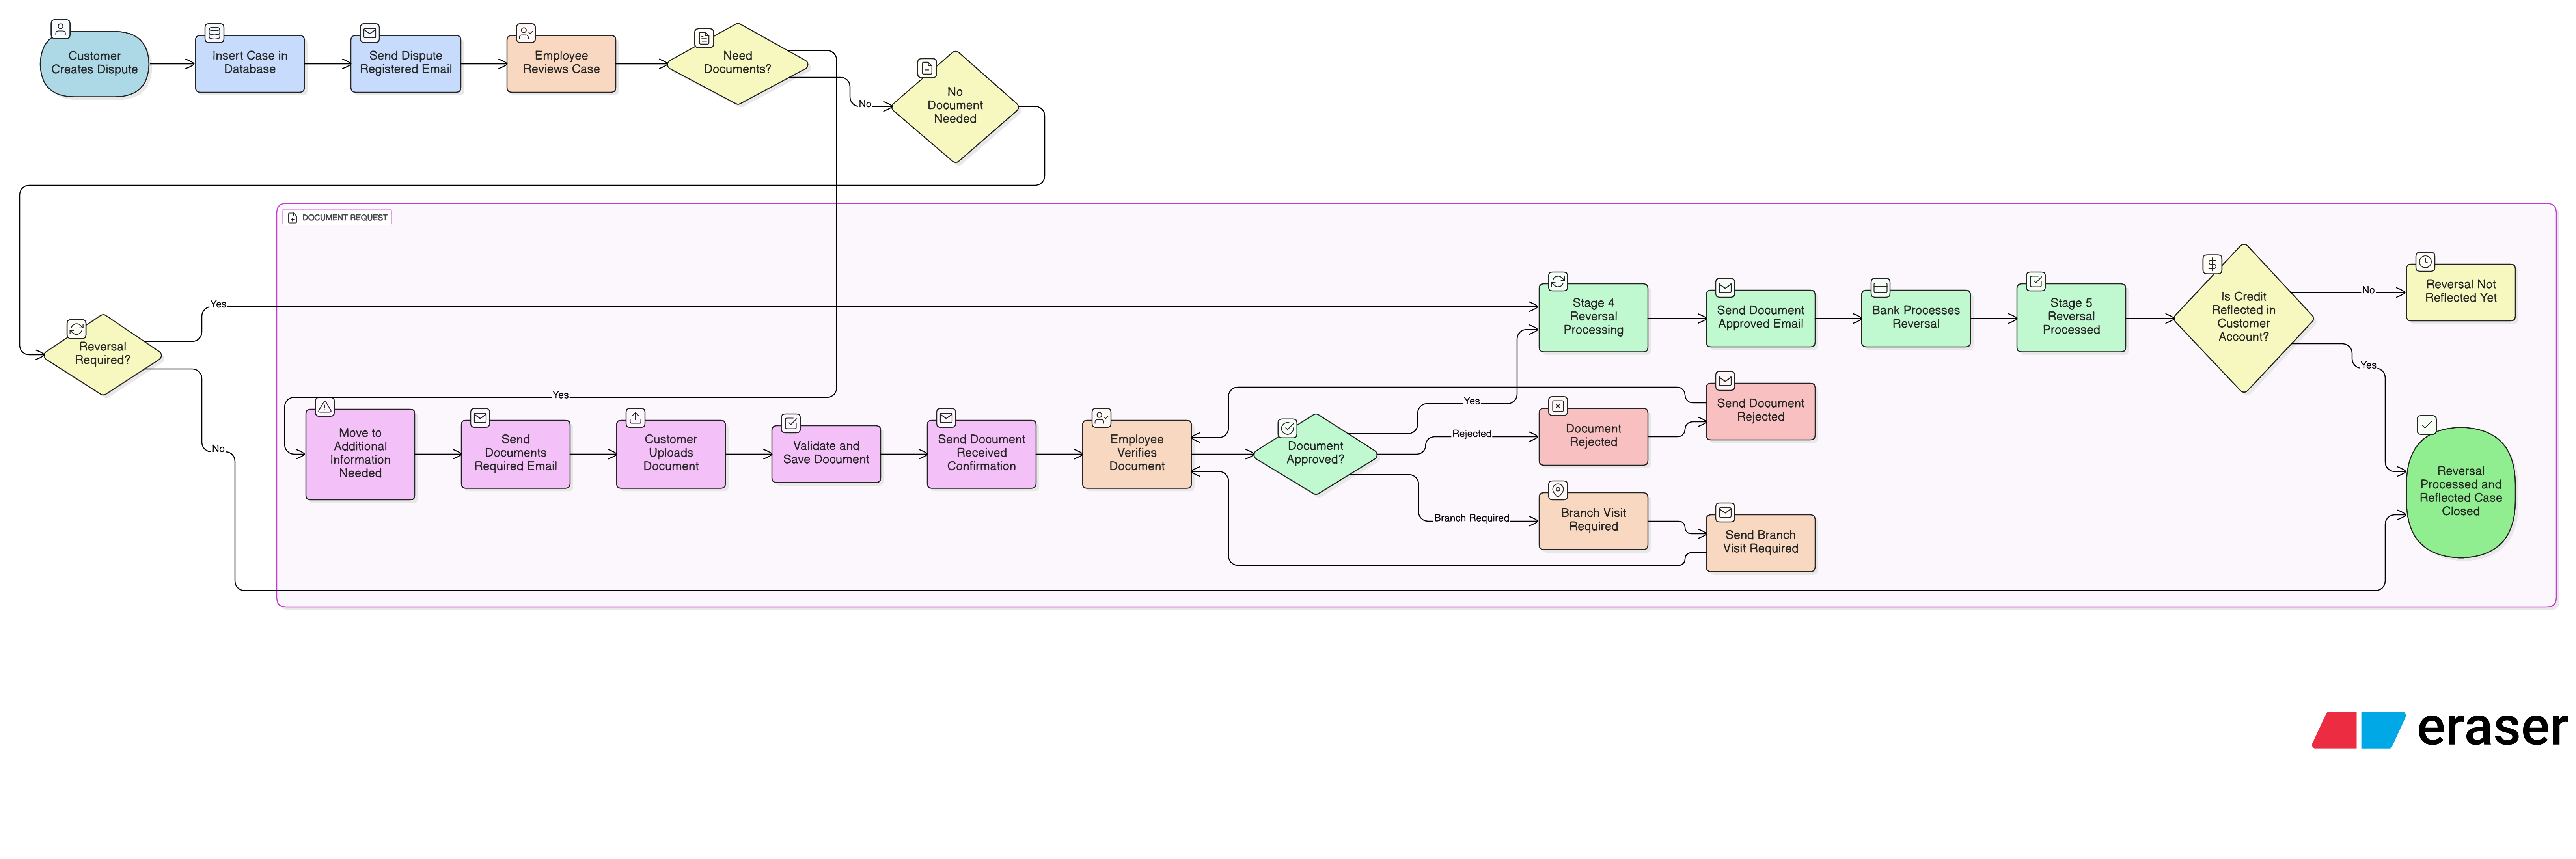 Customer
Creates Dispute
Insert Case in
Database
Send Dispute
Registered Email
Employee
Reviews Case
Need
Documents?
No
No
Document
Needed
DOCUMENT REQUEST
Yes
Reversal
Required?
No
Stage 4
Reversal
Processing
Send Document
Approved Email
Bank Processes
Reversal
Stage 5
Reversal
Processed
Is Credit
Reflected in
Customer
Account?
No
Reversal Not
Reflected Yet
Yes
Yes
Move to
Additional
Information
Needed
Send
Documents
Required Email
Customer
Uploads
Document
Validate and
Save Document
Send Document
Received
Confirmation
Employee
Verifies
Document
Document
Approved?
Yes
Rejected
Branch Required
Document
Rejected
Send Document
Rejected
Branch Visit
Required
Send Branch
Visit Required
Reversal
Processed and
Reflected Case
Closed
eraser